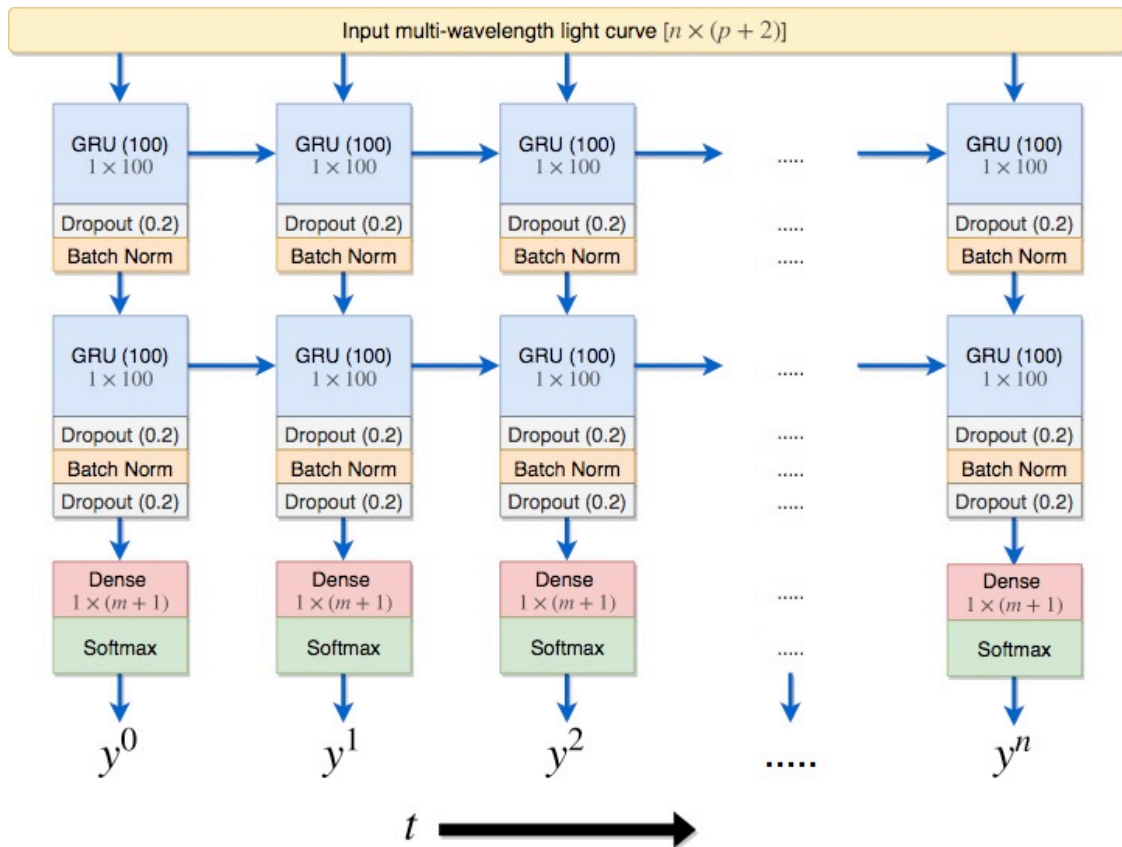 Input multi-wavelength light curve [n × (p + 2)]
GRU (100) GRU (100) GRU (100) GRU (100)
1 × 100 1 × 100 1 × 100 ..... 1 × 100
Dropout (0.2) Dropout (0.2) Dropout (0.2) ..... Dropout (0.2)
Batch Norm Batch Norm Batch Norm ..... Batch Norm
GRU (100) GRU (100) GRU (100) GRU (100)
1 × 100 1 × 100 1 × 100 ..... 1 × 100
Dropout (0.2) Dropout (0.2) Dropout (0.2) ..... Dropout (0.2)
Batch Norm Batch Norm Batch Norm ..... Batch Norm
Dropout (0.2) Dropout (0.2) Dropout (0.2) ..... Dropout (0.2)
Dense Dense Dense Dense
1 × (m + 1) 1 × (m + 1) 1 × (m + 1) ..... 1 × (m + 1)
Softmax Softmax Softmax ..... Softmax
y⁰ y¹ y² ..... yⁿ
t